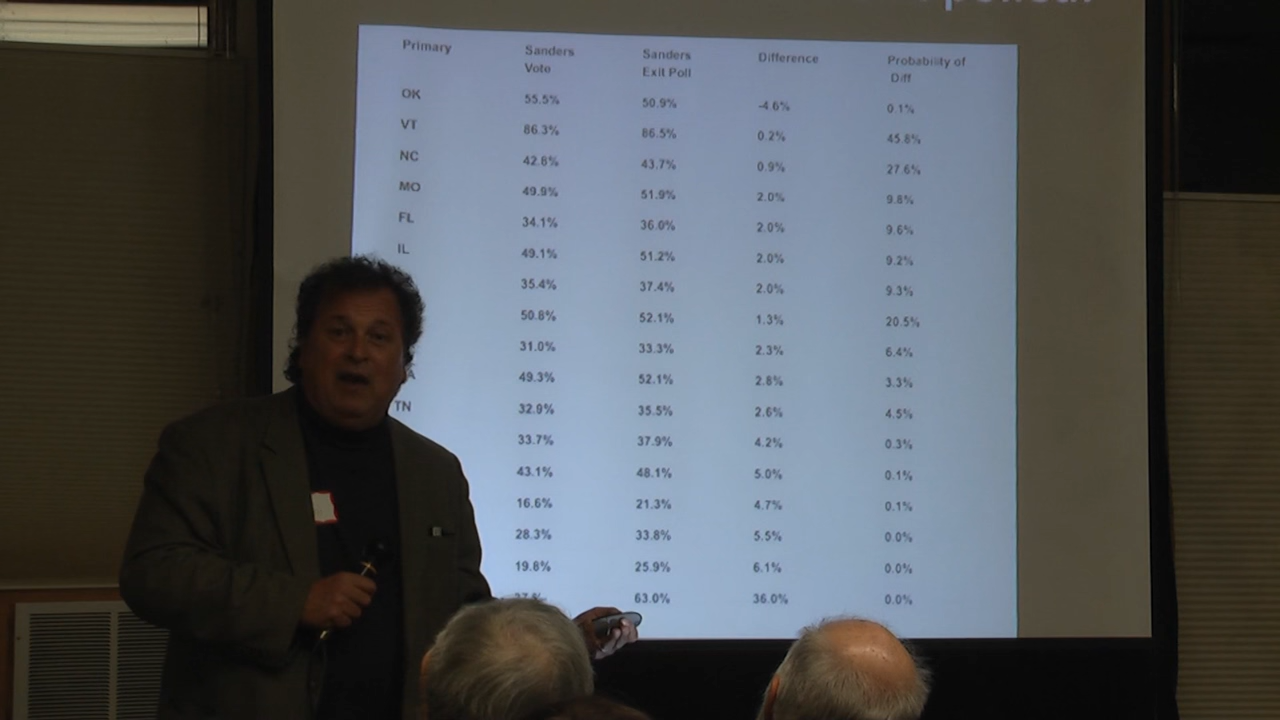 Primary Sanders Vote Sanders Exit Poll Difference Probability of Diff
OK 55.5% 50.9% -4.6% 0.1%
VT 86.3% 86.5% 0.2% 45.8%
NC 42.8% 43.7% 0.9% 27.6%
MO 49.9% 51.9% 2.0% 9.8%
FL 34.1% 36.0% 2.0% 9.6%
IL 49.1% 51.2% 2.0% 9.2%
35.4% 37.4% 2.0% 9.3%
50.8% 52.1% 1.3% 20.5%
31.0% 33.3% 2.3% 6.4%
A 49.3% 52.1% 2.8% 3.3%
TN 32.9% 35.5% 2.6% 4.5%
33.7% 37.9% 4.2% 0.3%
43.1% 48.1% 5.0% 0.1%
16.6% 21.3% 4.7% 0.1%
28.3% 33.8% 5.5% 0.0%
19.8% 25.9% 6.1% 0.0%
63.0% 36.0% 0.0%